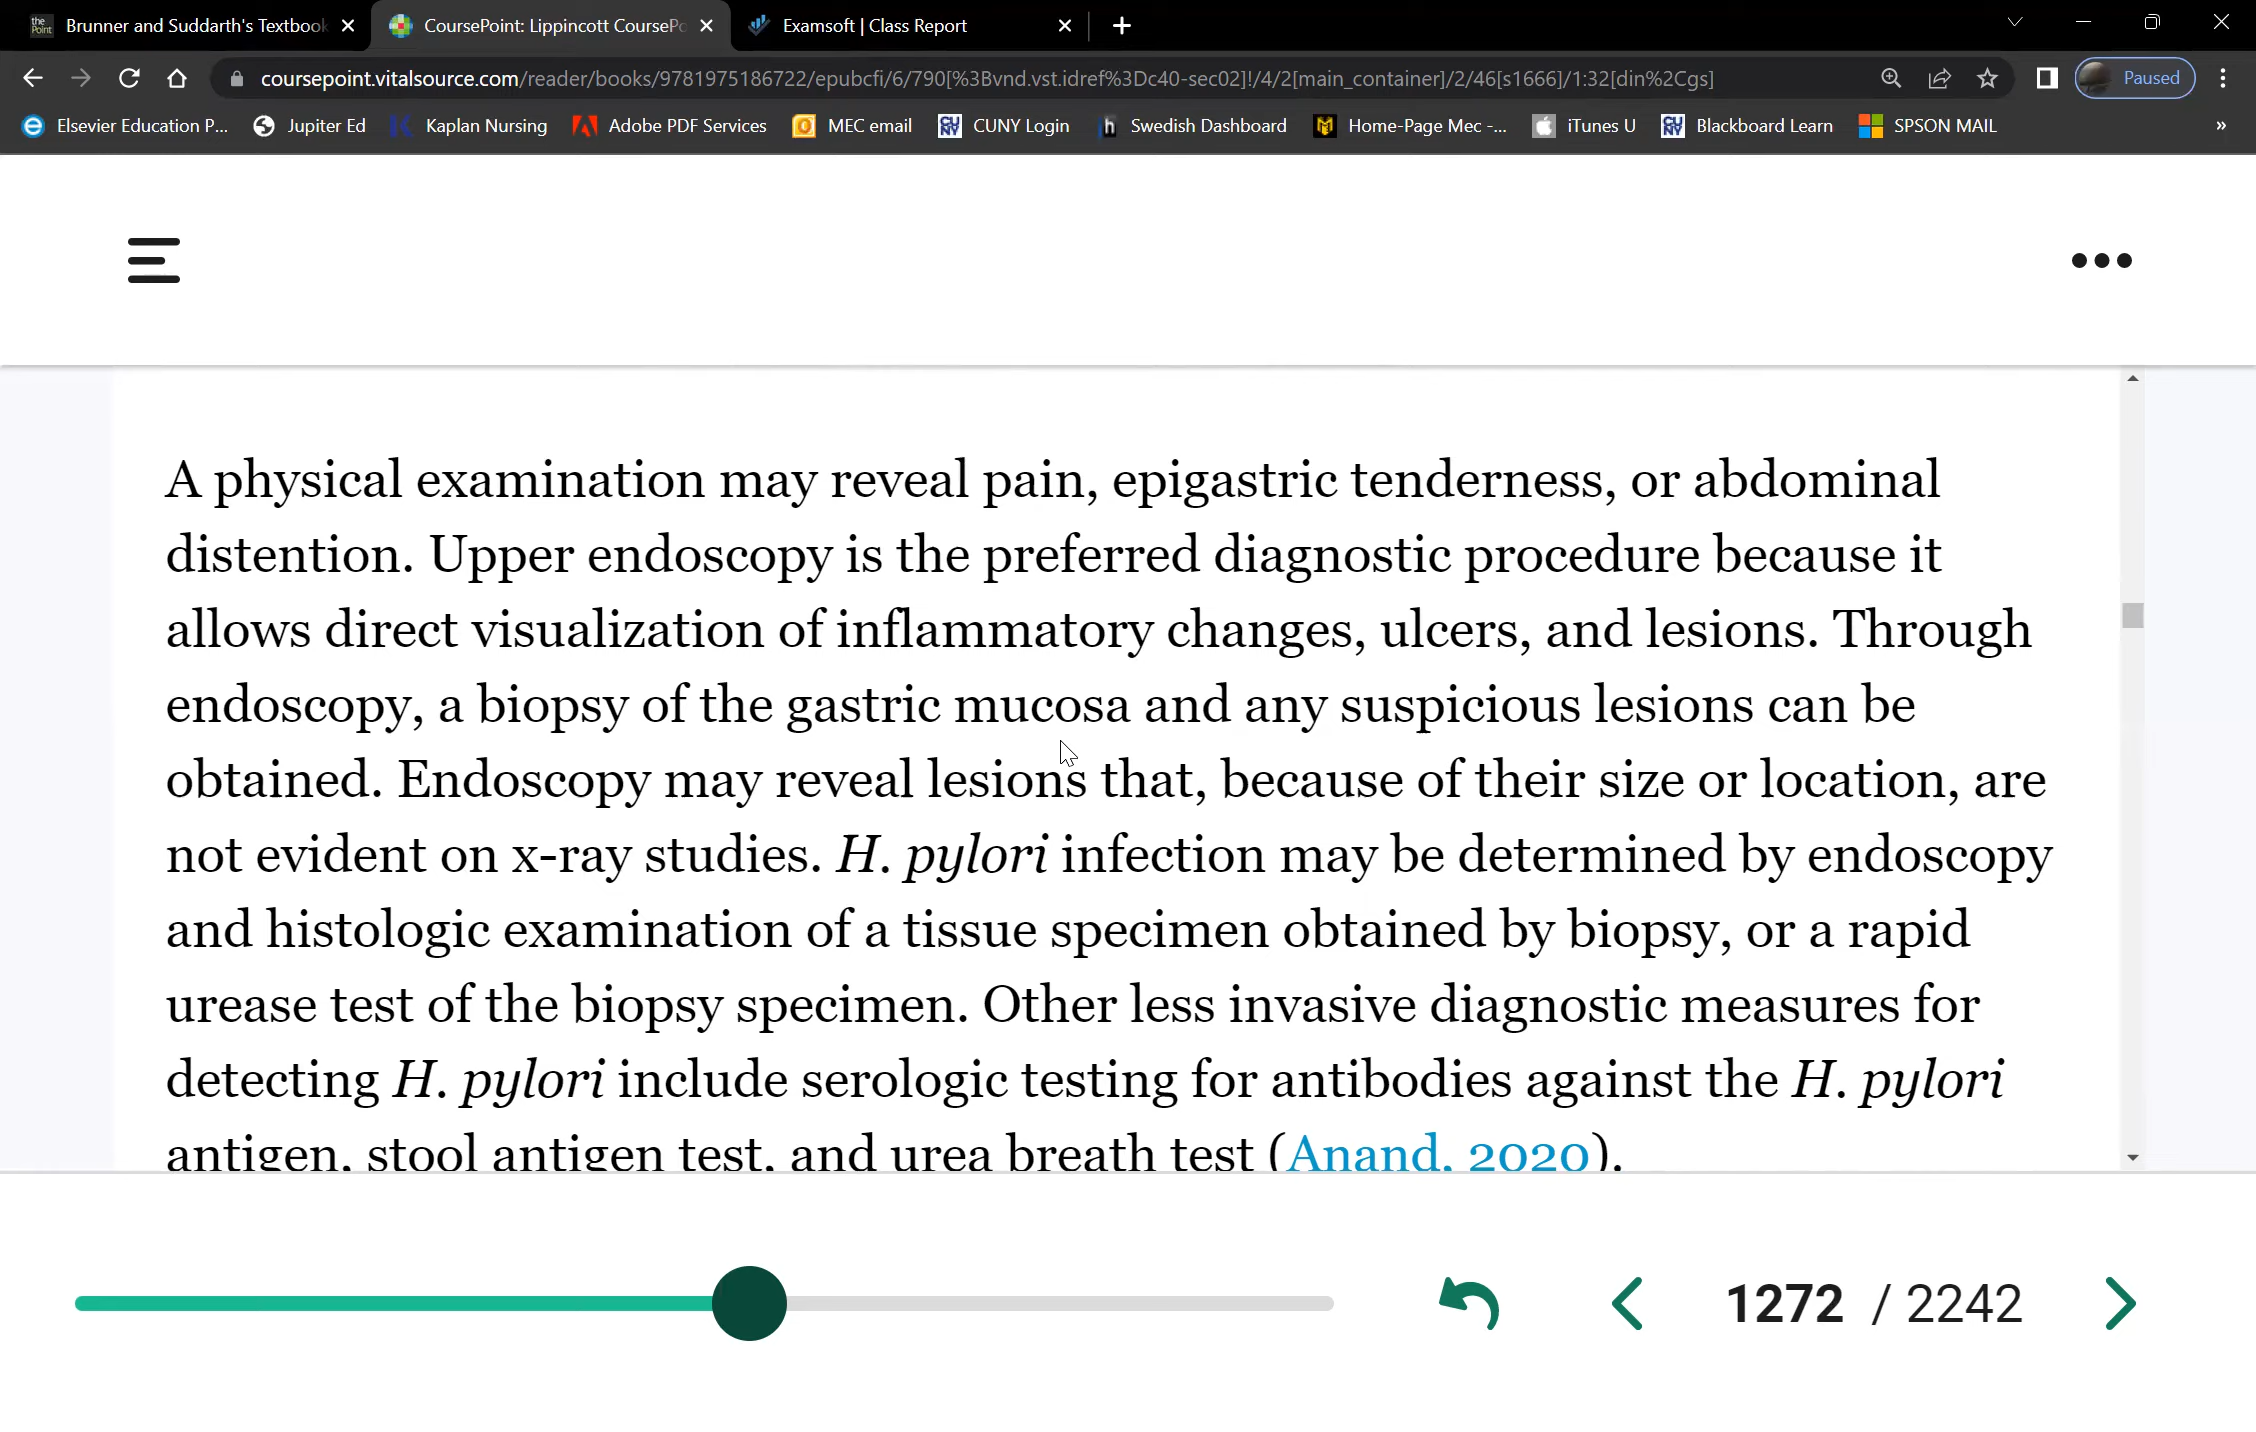 the Point
Brunner and Suddarth's Textbook
CoursePoint: Lippincott CoursePo
Examsoft | Class Report
coursepoint.vitalsource.com/reader/books/9781975186722/epubcfi/6/790[%3Bvnd.vst.idref%3Dc40-sec02]!/4/2[main_container]/2/46[s1666]/1:32[din%2Cgs]
Paused
Elsevier Education P...
Jupiter Ed
Kaplan Nursing
Adobe PDF Services
MEC email
CUNY Login
Swedish Dashboard
Home-Page Mec -...
iTunes U
Blackboard Learn
SPSON MAIL
»
A physical examination may reveal pain, epigastric tenderness, or abdominal
distention. Upper endoscopy is the preferred diagnostic procedure because it
allows direct visualization of inflammatory changes, ulcers, and lesions. Through
endoscopy, a biopsy of the gastric mucosa and any suspicious lesions can be
obtained. Endoscopy may reveal lesions that, because of their size or location, are
not evident on x-ray studies. H. pylori infection may be determined by endoscopy
and histologic examination of a tissue specimen obtained by biopsy, or a rapid
urease test of the biopsy specimen. Other less invasive diagnostic measures for
detecting H. pylori include serologic testing for antibodies against the H. pylori
antigen, stool antigen test, and urea breath test (Anand, 2020).
1272 / 2242